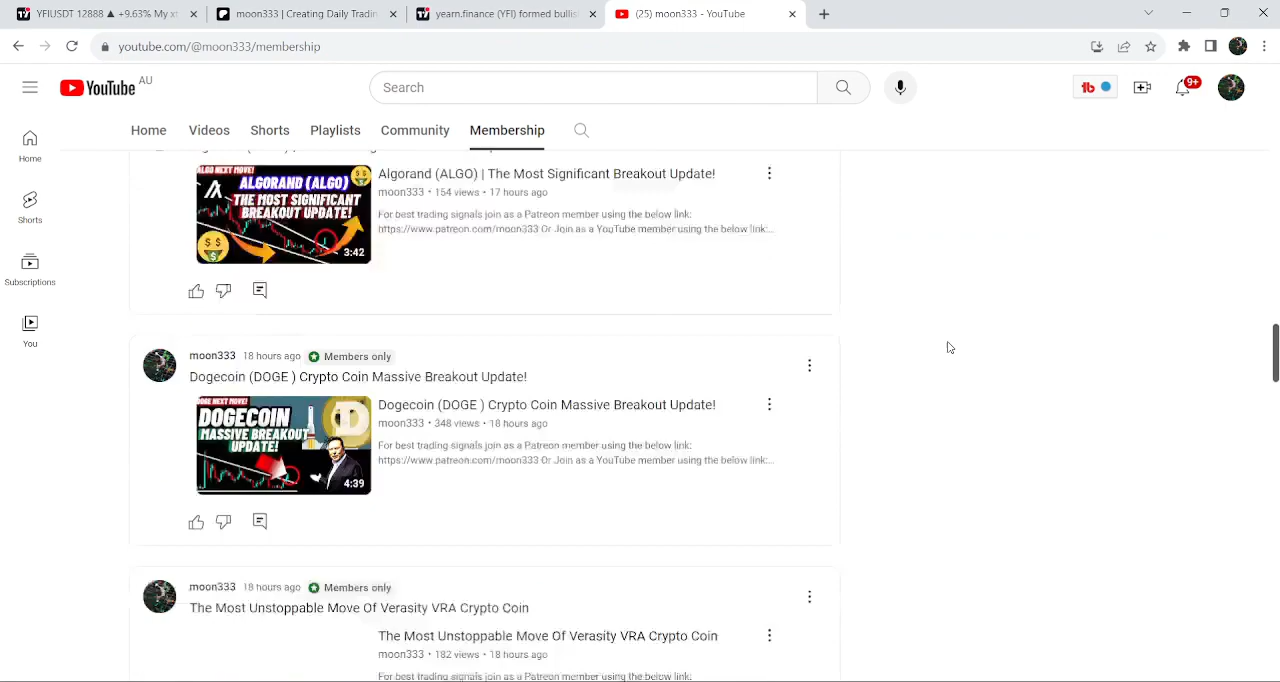 YFIUSDT 12888 ▲ +9.63% My xt
moon333 | Creating Daily Tradin
yearn.finance (YFI) formed bullis
(25) moon333 - YouTube
youtube.com/@moon333/membership
YouTube AU
Search
9+
Home Videos Shorts Playlists Community Membership
Home
Shorts
Subscriptions
You
ALGO NEXT MOVE!
ALGORAND (ALGO)
THE MOST SIGNIFICANT
BREAKOUT UPDATE!
3:42
Algorand (ALGO) | The Most Significant Breakout Update!
moon333 • 154 views • 17 hours ago
For best trading signals join as a Patreon member using the below link:
https://www.patreon.com/moon333 Or Join as a YouTube member using the below link:...
moon333 18 hours ago Members only
Dogecoin (DOGE ) Crypto Coin Massive Breakout Update!
DOGE NEXT MOVE!
DOGECOIN
MASSIVE BREAKOUT
UPDATE!
4:39
Dogecoin (DOGE ) Crypto Coin Massive Breakout Update!
moon333 • 348 views • 18 hours ago
For best trading signals join as a Patreon member using the below link:
https://www.patreon.com/moon333 Or Join as a YouTube member using the below link:...
moon333 18 hours ago Members only
The Most Unstoppable Move Of Verasity VRA Crypto Coin
The Most Unstoppable Move Of Verasity VRA Crypto Coin
moon333 • 182 views • 18 hours ago
For best trading signals join as a Patreon member using the below link: